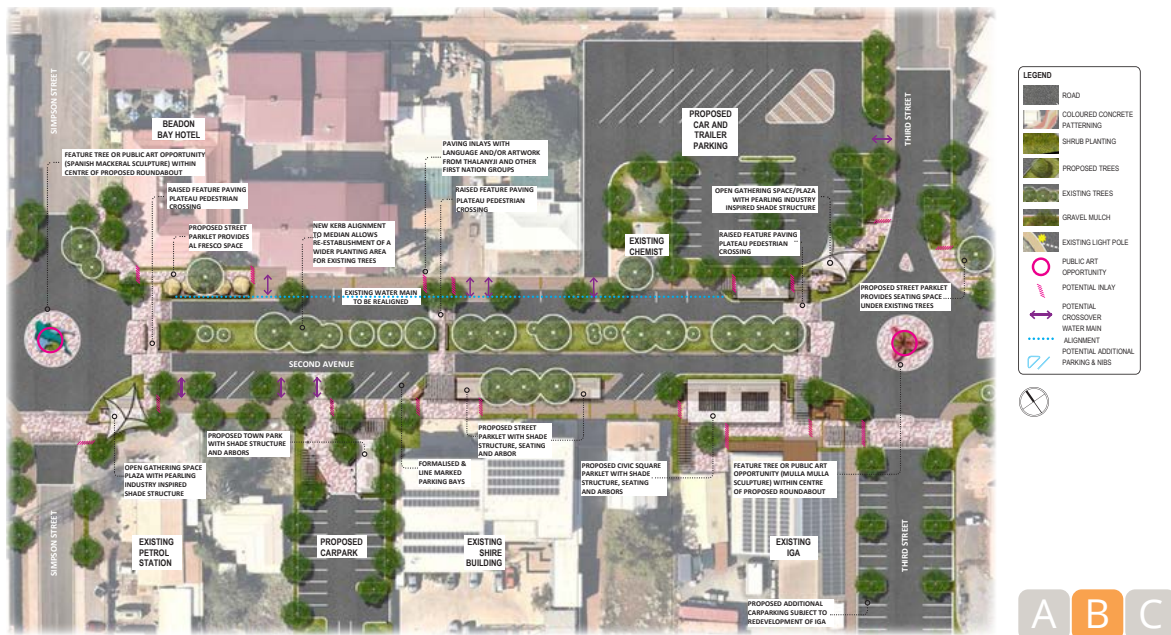 SIMPSON STREET
BEADON
BAY HOTEL
FEATURE TREE OR PUBLIC ART OPPORTUNITY
(SPANISH MACKERAL SCULPTURE) WITHIN
CENTRE OF PROPOSED ROUNDABOUT
RAISED FEATURE PAVING
PLATEAU PEDESTRIAN
CROSSING
PROPOSED STREET
PARKLET PROVIDES
AL FRESCO SPACE
NEW KERB ALIGNMENT
TO MEDIAN ALLOWS
RE-ESTABLISHMENT OF A
WIDER PLANTING AREA
FOR EXISTING TREES
PAVING INLAYS WITH
LANGUAGE AND/OR ARTWORK
FROM THALANYJI AND OTHER
FIRST NATION GROUPS
RAISED FEATURE PAVING
PLATEAU PEDESTRIAN
CROSSING
EXISTING WATER MAIN
TO BE REALIGNED
PROPOSED
CAR AND
TRAILER
PARKING
THIRD STREET
OPEN GATHERING SPACE/PLAZA
WITH PEARLING INDUSTRY
INSPIRED SHADE STRUCTURE
EXISTING
CHEMIST
RAISED FEATURE PAVING
PLATEAU PEDESTRIAN
CROSSING
PROPOSED STREET PARKLET
PROVIDES SEATING SPACE
UNDER EXISTING TREES
SECOND AVENUE
OPEN GATHERING SPACE
PLAZA WITH PEARLING
INDUSTRY INSPIRED
SHADE STRUCTURE
PROPOSED TOWN PARK
WITH SHADE STRUCTURE
AND ARBORS
FORMALISED &
LINE MARKED
PARKING BAYS
PROPOSED STREET
PARKLET WITH SHADE
STRUCTURE, SEATING
AND ARBOR
PROPOSED CIVIC SQUARE
PARKLET WITH SHADE
STRUCTURE, SEATING
AND ARBORS
FEATURE TREE OR PUBLIC ART
OPPORTUNITY (MULLA MULLA
SCULPTURE) WITHIN CENTRE
OF PROPOSED ROUNDABOUT
SIMPSON STREET
EXISTING
PETROL
STATION
PROPOSED
CARPARK
EXISTING
SHIRE
BUILDING
EXISTING
IGA
THIRD STREET
PROPOSED ADDITIONAL
CARPARKING SUBJECT TO
REDEVELOPMENT OF IGA
LEGEND
ROAD
COLOURED CONCRETE
PATTERNING
SHRUB PLANTING
PROPOSED TREES
EXISTING TREES
GRAVEL MULCH
EXISTING LIGHT POLE
PUBLIC ART
OPPORTUNITY
POTENTIAL INLAY
POTENTIAL
CROSSOVER
WATER MAIN
ALIGNMENT
POTENTIAL ADDITIONAL
PARKING & NIBS
A B C